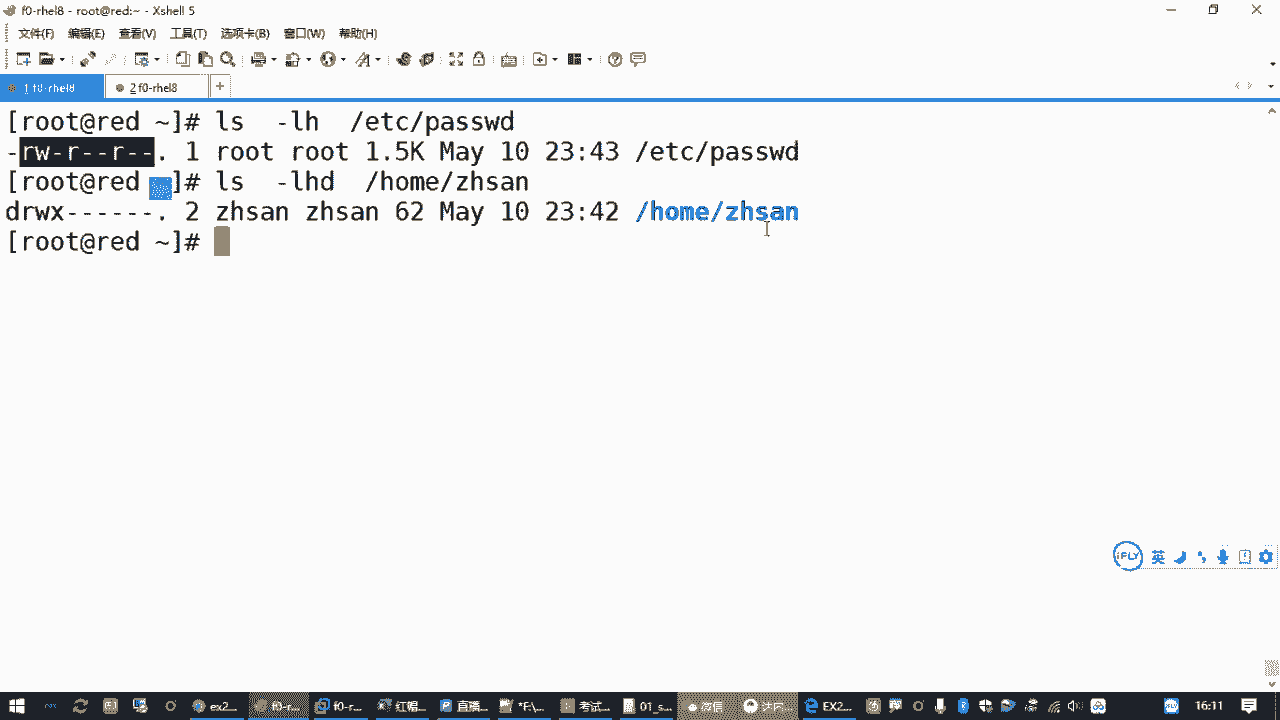 f0-rhel8 - root@red:~ - Xshell 5
文件(F) 编辑(E) 查看(V) 工具(T) 选项卡(B) 窗口(W) 帮助(H)
1 f0-rhel8 2 f0-rhel8 +
[root@red ~]# ls  -lh  /etc/passwd
-rw-r--r--. 1 root root 1.5K May 10 23:43 /etc/passwd
[root@red ]# ls  -lhd  /home/zhsan
drwx------. 2 zhsan zhsan 62 May 10 23:42 /home/zhsan
[root@red ~]#
iFLY 英
ex2... f0-r... f0-r... 红帽... 直播... *F:\... 考试... 01_s... 微信 EX2... 英 16:11